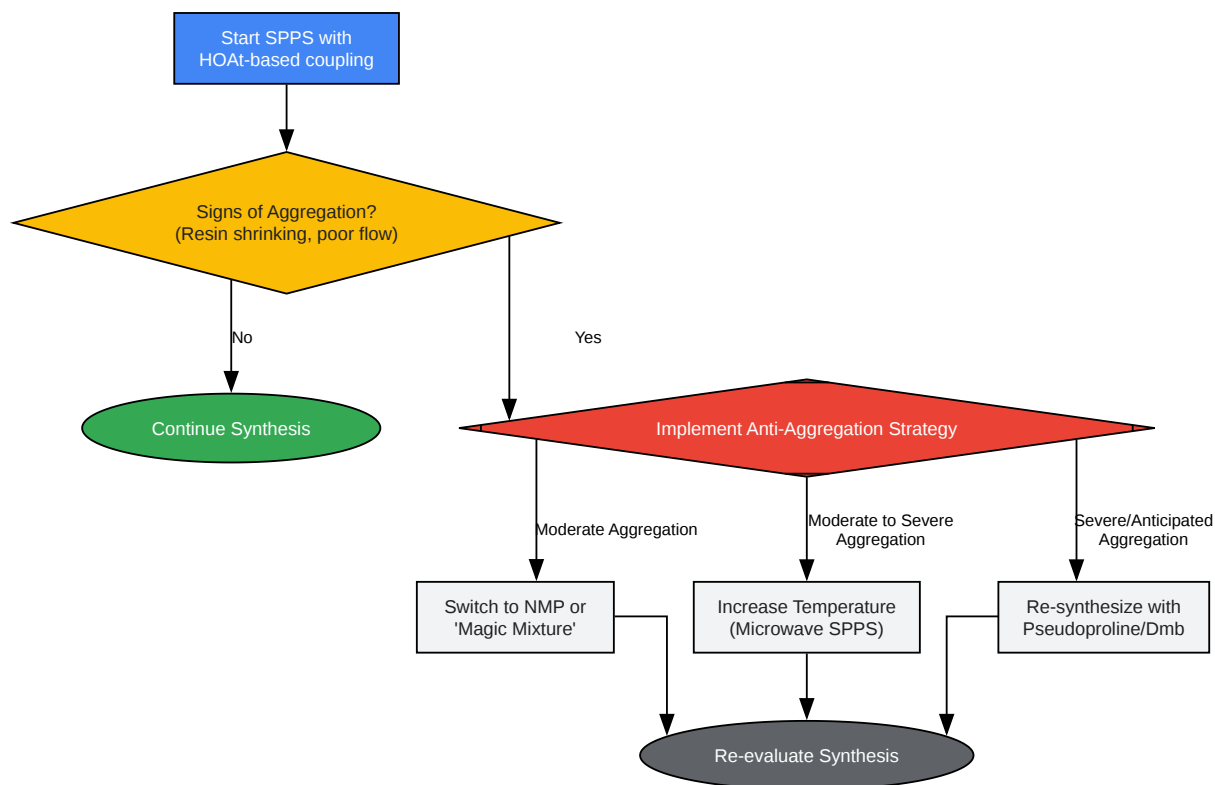 Start SPPS with
HOAt-based coupling
Signs of Aggregation?
(Resin shrinking, poor flow)
No
Yes
Continue Synthesis
Implement Anti-Aggregation Strategy
Moderate Aggregation
Moderate to Severe
Aggregation
Severe/Anticipated
Aggregation
Switch to NMP or
'Magic Mixture'
Increase Temperature
(Microwave SPPS)
Re-synthesize with
Pseudoproline/Dmb
Re-evaluate Synthesis